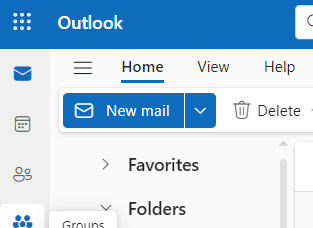 Outlook
Home View Help
New mail Delete
Favorites
Folders
Groups